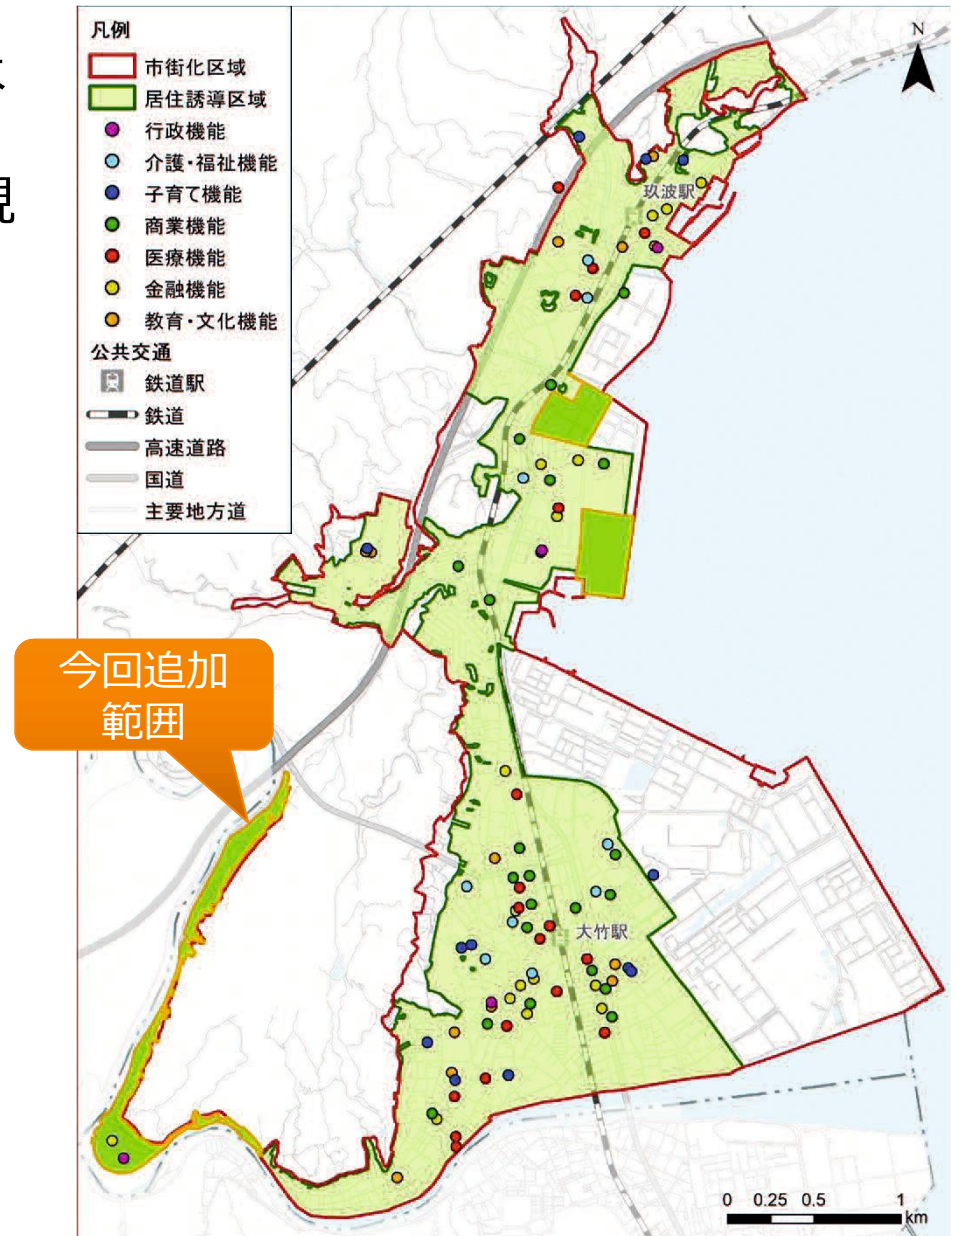 凡例
市街化区域
居住誘導区域
行政機能
介護・福祉機能
子育て機能
商業機能
医療機能
金融機能
教育・文化機能
公共交通
鉄道駅
鉄道
高速道路
国道
主要地方道
N
玖波駅
今回追加
範囲
大竹駅
0 0.25 0.5 1
km